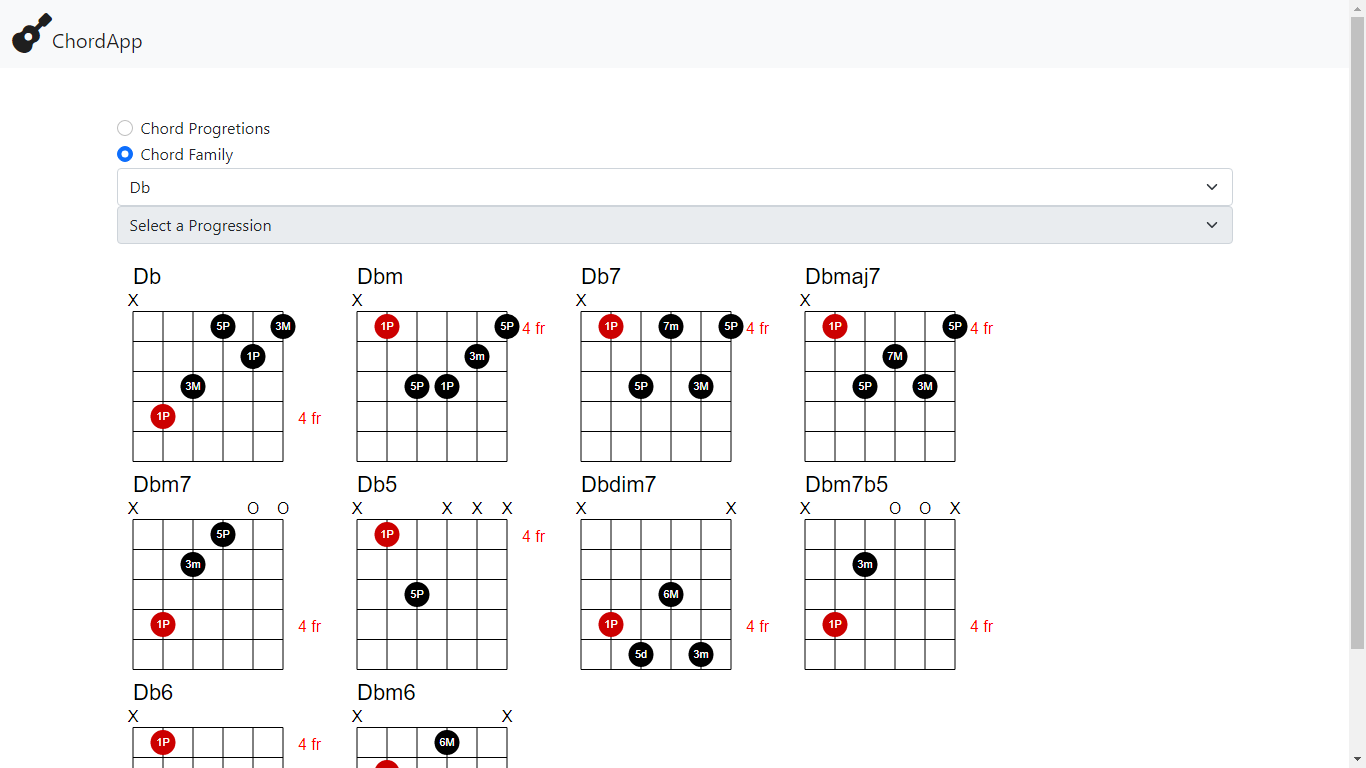 ChordApp
Chord Progretions
Chord Family
Db
Select a Progression
Db Dbm Db7 Dbmaj7
X X X X
5P 3M 1P 5P 4 fr 1P 7m 5P 4 fr 1P 5P 4 fr
1P 3m 7M
3M 5P 1P 5P 3M 5P 3M
1P 4 fr
Dbm7 Db5 Dbdim7 Dbm7b5
X O O X X X X X X X O O X
5P 1P 4 fr
3m 3m
5P 6M
1P 4 fr 1P 4 fr 1P 4 fr
5d 3m
Db6 Dbm6
X X X
1P 4 fr 6M